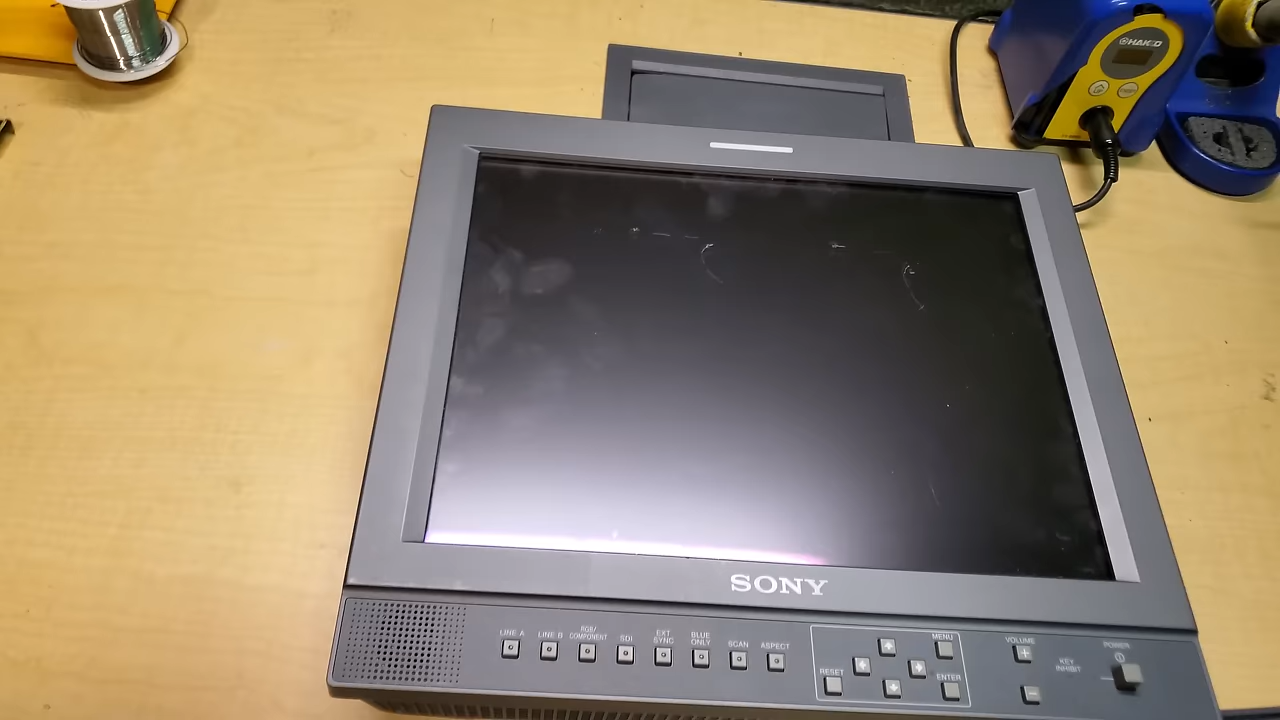 HAKKO
SONY
LINE A
LINE B
RGB/
COMPONENT
SDI
EXT
SYNC
BLUE
ONLY
SCAN
ASPECT
RESET
MENU
ENTER
VOLUME
KEY
INHIBIT
POWER